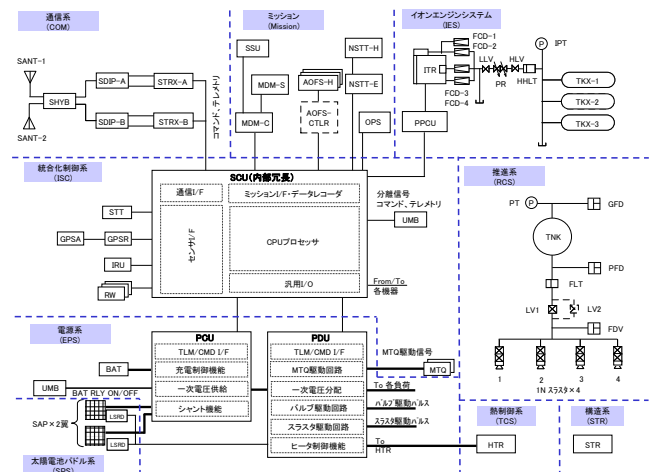 通信系
(COM)
SANT-1
SANT-2
SHYB
SDIP-A
STRX-A
SDIP-B
STRX-B
コマンド、テレメトリ
ミッション
(Mission)
SSU
MDM-S
MDM-C
AOFS-H
AOFS-
CTLR
NSTT-H
NSTT-E
OPS
イオンエンジンシステム
(IES)
FCD-1
FCD-2
ITR
FCD-3
FCD-4
PPCU
LLV
HLV
PR
HHLT
P
IPT
TKX-1
TKX-2
TKX-3
統合化制御系
(ISC)
SCU(内部冗長)
通信I/F
ミッションI/F・データレコーダ
センサI/F
CPUプロセッサ
汎用I/O
STT
GPSA
GPSR
IRU
RW
分離信号
コマンド、テレメトリ
UMB
From/To
各機器
推進系
(RCS)
PT
P
GFD
TNK
PFD
FLT
LV1
LV2
FDV
1
2
3
4
1N スラスタ×4
電源系
(EPS)
PCU
TLM/CMD I/F
充電制御機能
一次電圧供給
シャント機能
BAT
UMB
BAT RLY ON/OFF
PDU
TLM/CMD I/F
MTQ駆動回路
一次電圧分配
バルブ駆動回路
スラスタ駆動回路
ヒータ制御機能
MTQ駆動信号
MTQ
To 各負荷
バルブ駆動パルス
スラスタ駆動パルス
To
HTR
SAP×2翼
LSRD
LSRD
太陽電池パドル系
(SPS)
熱制御系
(TCS)
HTR
構造系
(STR)
STR